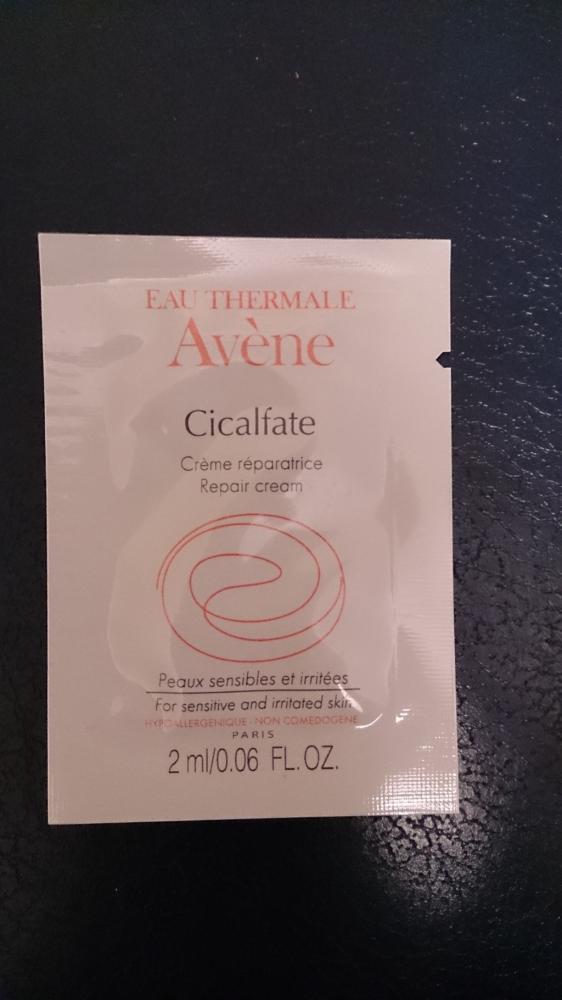 EAU THERMALE
Avène
Cicalfate
Crème réparatrice
Repair cream
Peaux sensibles et irritées
For sensitive and irritated skin
HYPOALLERGENIQUE - NON COMEDOGENE
PARIS
2 ml/0.06 FL. OZ.